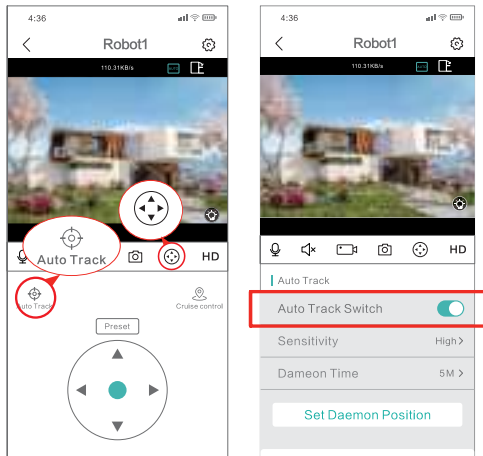 4:36
Robot1
110.31KB/s
Auto Track
HD
Auto Track
Cruise control
Preset
4:36
Robot1
110.31KB/s
HD
Auto Track
Auto Track Switch
Sensitivity High
Dameon Time 5M
Set Daemon Position